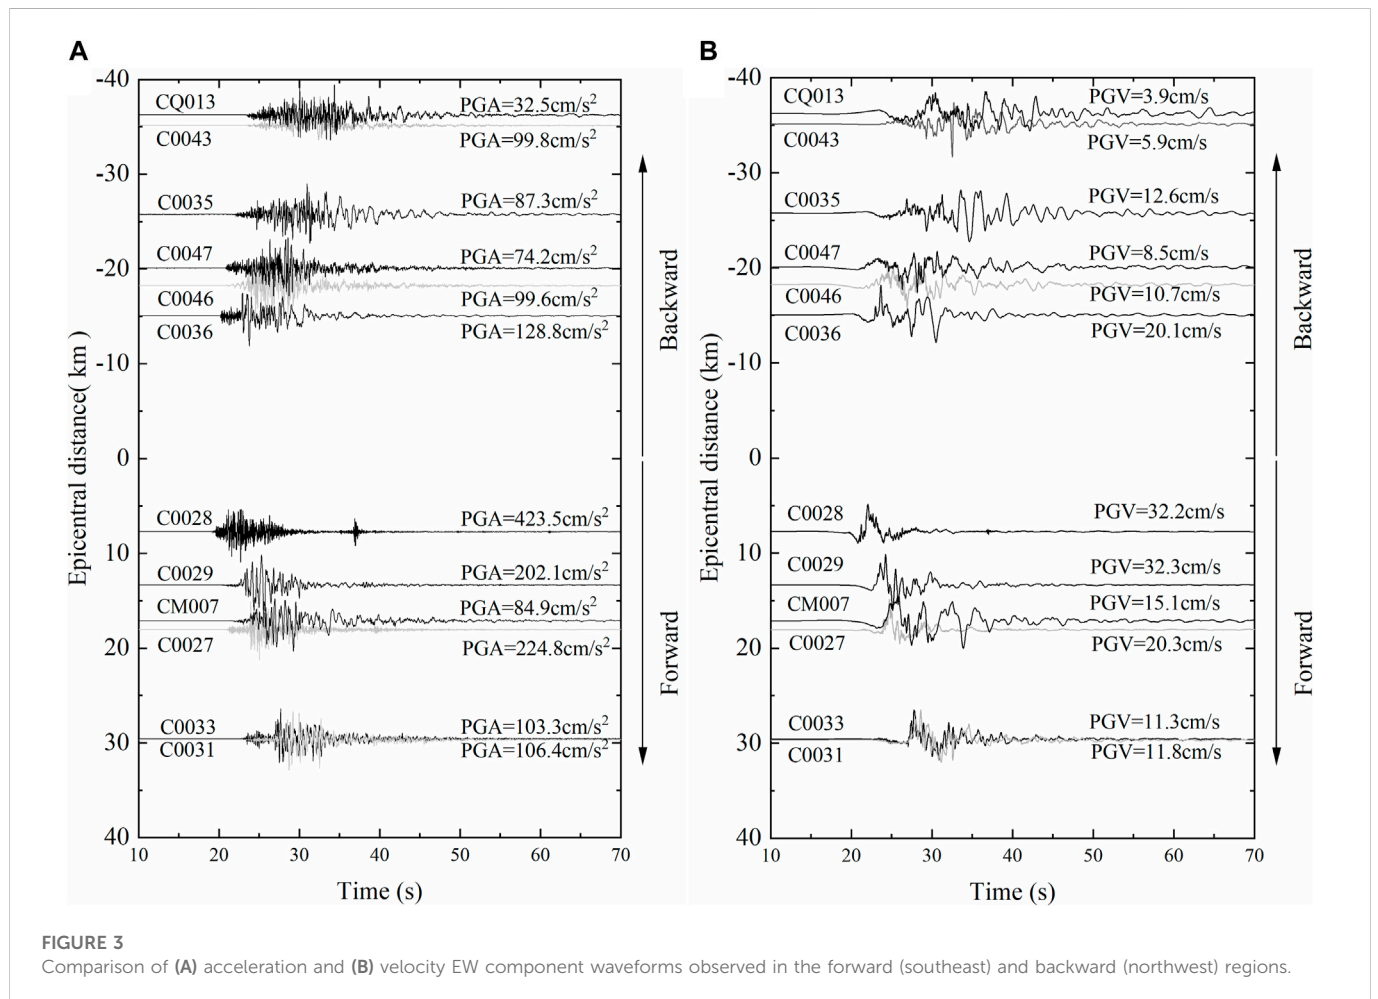 A
B
-40
-30
-20
-10
0
10
20
30
40
Epicentral distance( km )
CQ013
PGA=32.5cm/s²
C0043
PGA=99.8cm/s²
C0035
PGA=87.3cm/s²
C0047
PGA=74.2cm/s²
C0046
PGA=99.6cm/s²
C0036
PGA=128.8cm/s²
C0028
PGA=423.5cm/s²
C0029
PGA=202.1cm/s²
CM007
PGA=84.9cm/s²
C0027
PGA=224.8cm/s²
C0033
PGA=103.3cm/s²
C0031
PGA=106.4cm/s²
Backward
Forward
10 20 30 40 50 60 70
Time (s)
-40
-30
-20
-10
0
10
20
30
40
Epicentral distance (km)
CQ013
PGV=3.9cm/s
C0043
PGV=5.9cm/s
C0035
PGV=12.6cm/s
C0047
PGV=8.5cm/s
C0046
PGV=10.7cm/s
C0036
PGV=20.1cm/s
C0028
PGV=32.2cm/s
C0029
PGV=32.3cm/s
CM007
PGV=15.1cm/s
C0027
PGV=20.3cm/s
C0033
PGV=11.3cm/s
C0031
PGV=11.8cm/s
Backward
Forward
10 20 30 40 50 60 70
Time (s)
FIGURE 3
Comparison of (A) acceleration and (B) velocity EW component waveforms observed in the forward (southeast) and backward (northwest) regions.